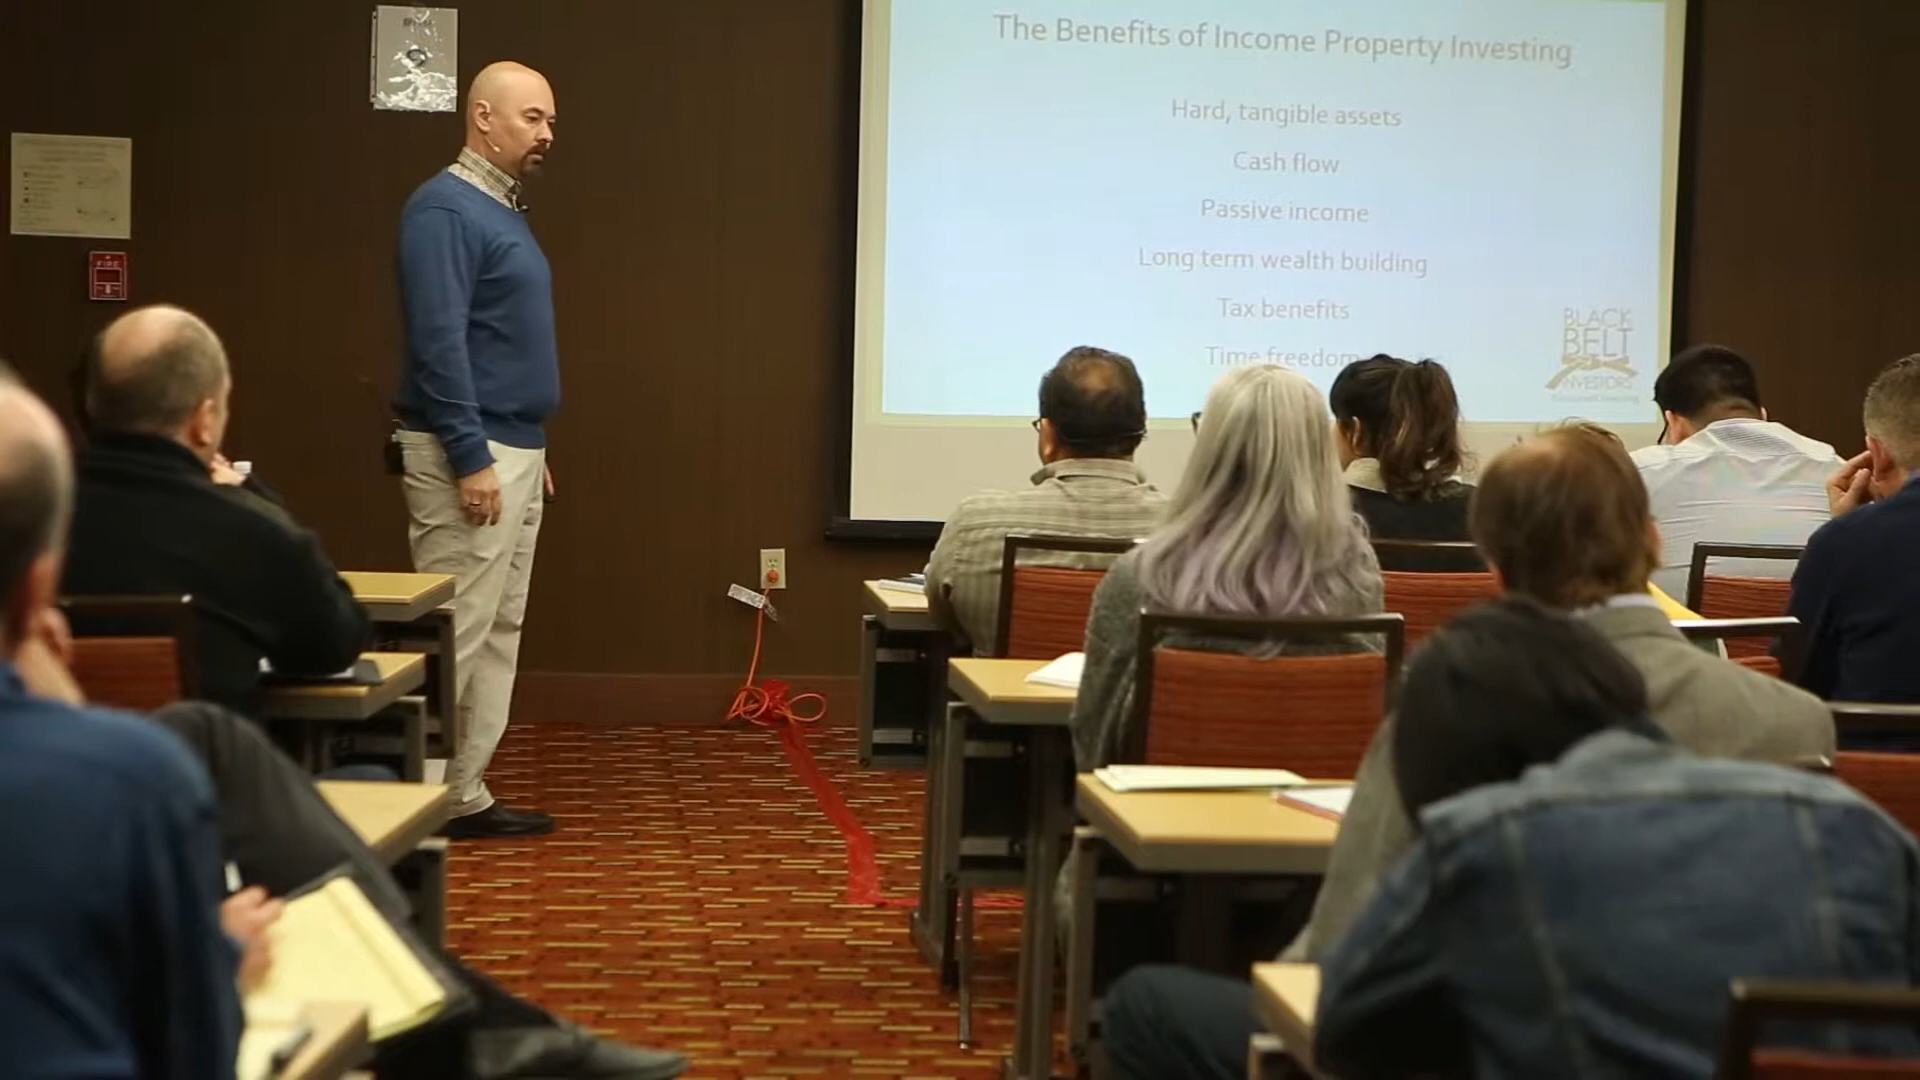 The Benefits of Income Property Investing
Hard, tangible assets
Cash flow
Passive income
Long term wealth building
Tax benefits
Time freedom
BLACK
BELT
INVESTORS
FIRE